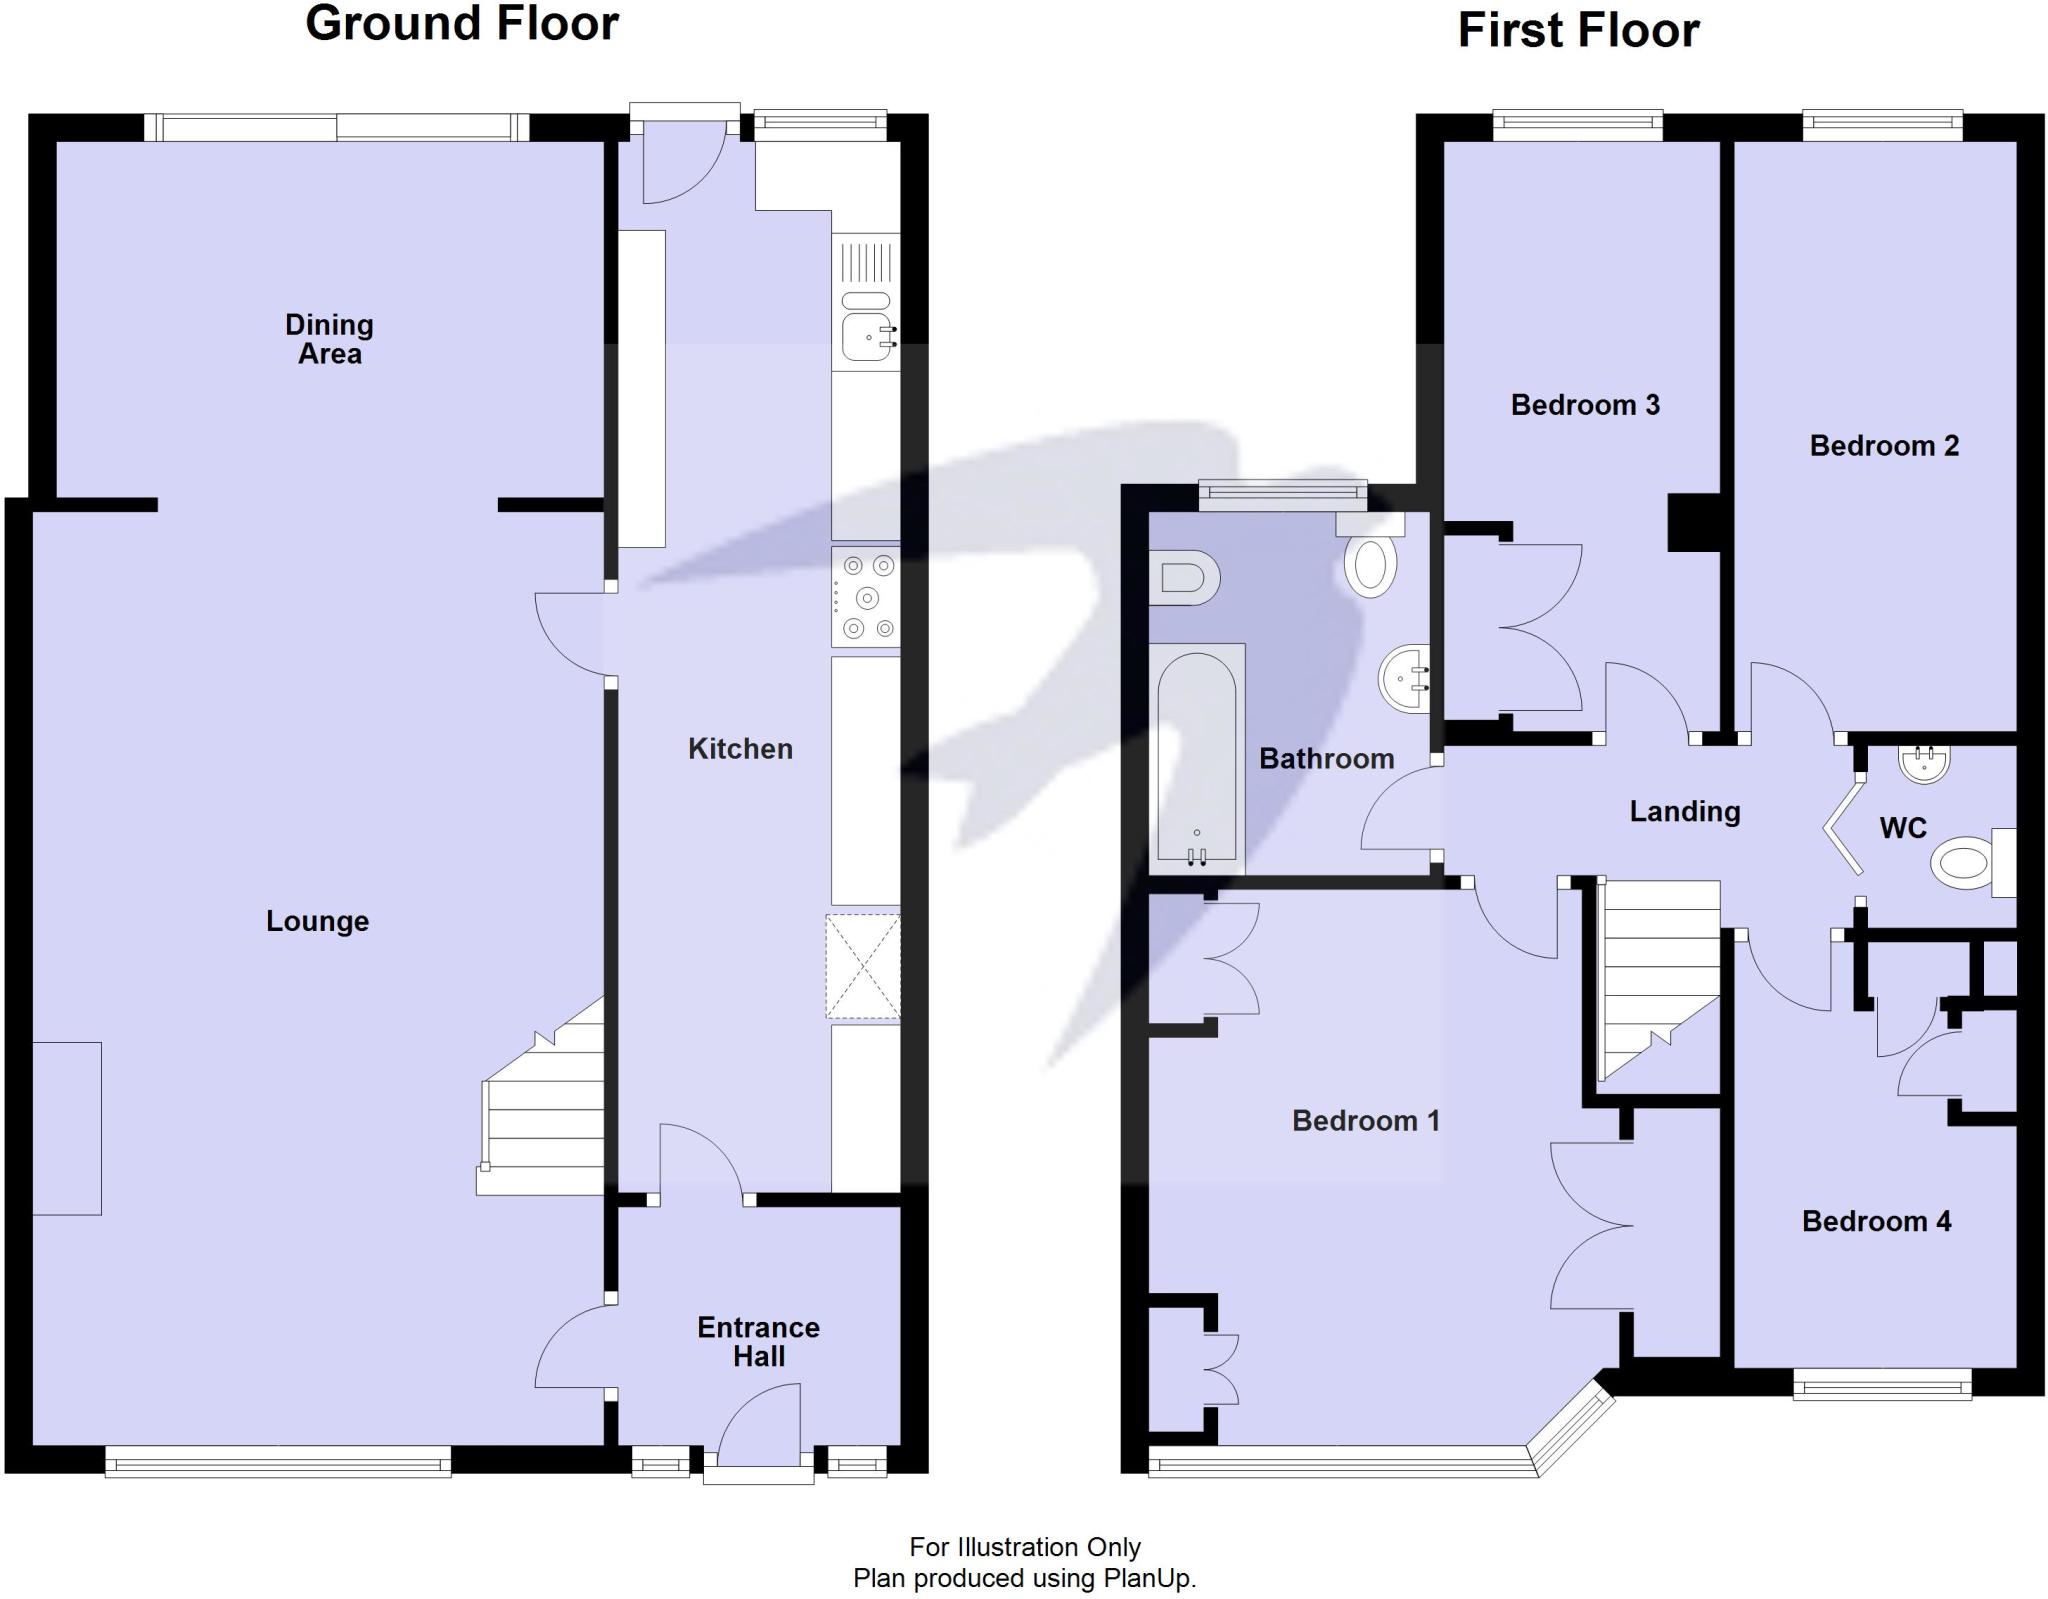 Ground Floor
First Floor
Dining
Area
Kitchen
Lounge
Entrance
Hall
Bedroom 3
Bedroom 2
Bathroom
Landing
WC
Bedroom 1
Bedroom 4
For Illustration Only
Plan produced using PlanUp.